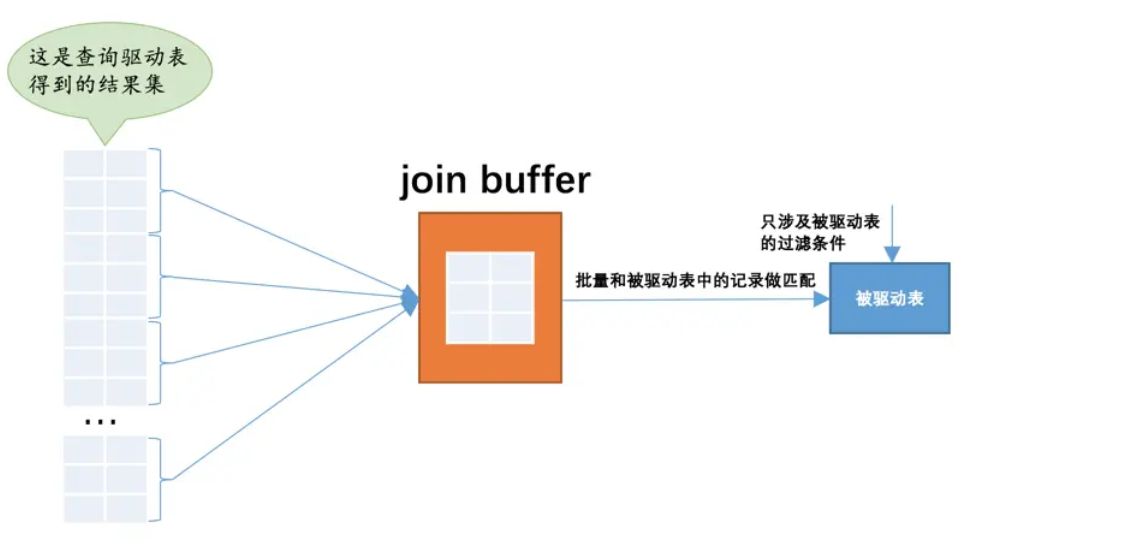 这是查询驱动表
得到的结果集
join buffer
只涉及被驱动表
的过滤条件
批量和被驱动表中的记录做匹配
被驱动表
...